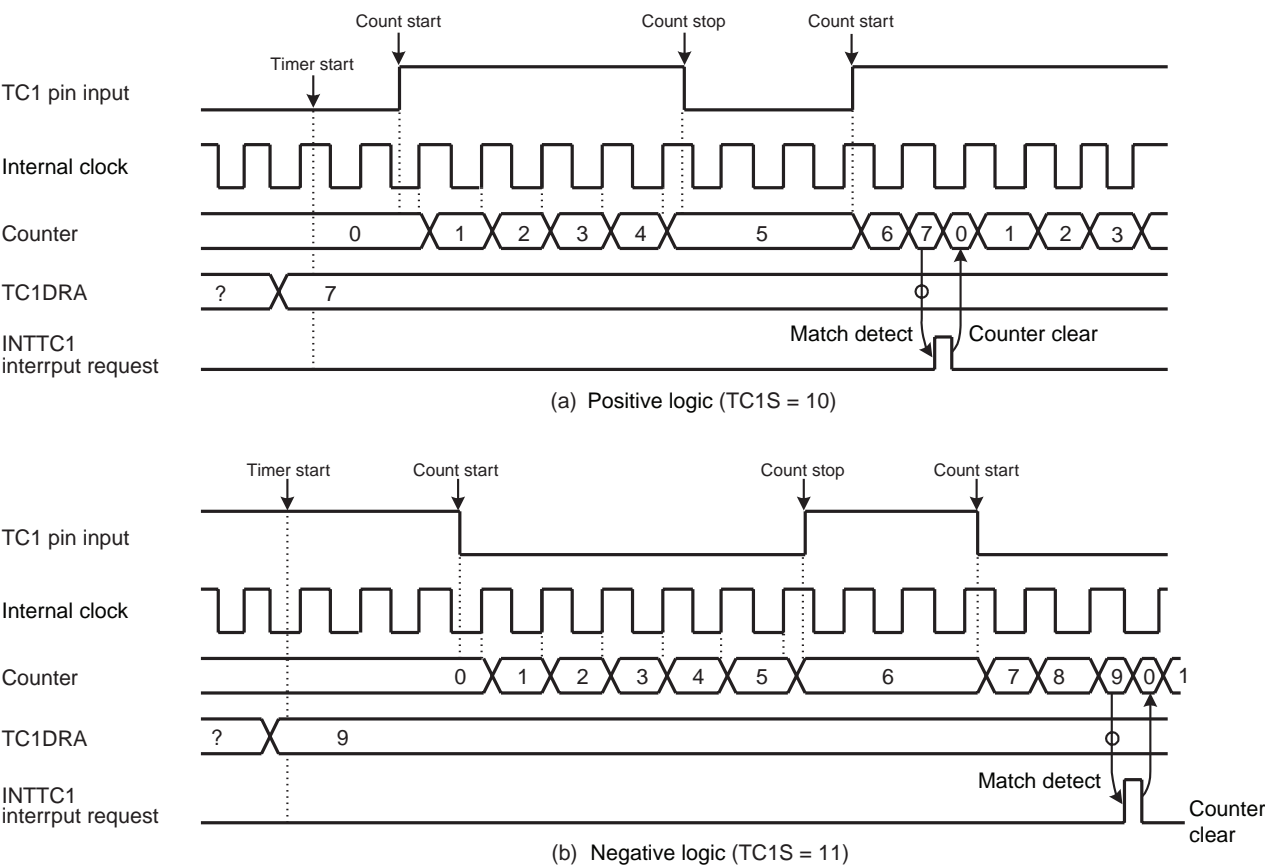 Count start Count stop Count start
Timer start
TC1 pin input
Internal clock
Counter 0 1 2 3 4 5 6 7 0 1 2 3
TC1DRA ? 7
INTTC1
interrput request
Match detect Counter clear
(a) Positive logic (TC1S = 10)
Timer start Count start Count stop Count start
TC1 pin input
Internal clock
Counter 0 1 2 3 4 5 6 7 8 9 0 1
TC1DRA ? 9
Match detect
INTTC1
interrput request
Counter
clear
(b) Negative logic (TC1S = 11)